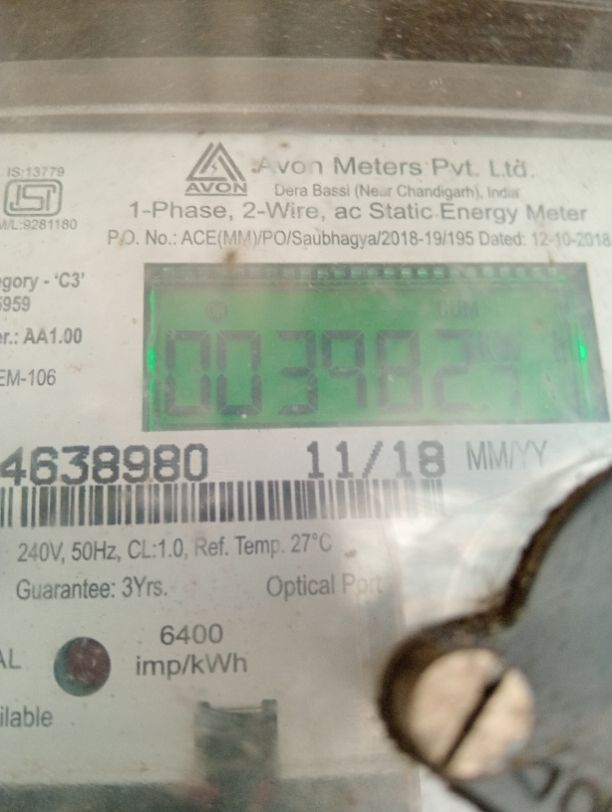 IS:13779
ISI
M/L:9281180
AVON
Avon Meters Pvt. Ltd.
Dera Bassi (Near Chandigarh), India
1-Phase, 2-Wire, ac Static Energy Meter
P.O. No.: ACE(MM)/PO/Saubhagya/2018-19/195 Dated: 12-10-2018
egory - 'C3'
5959
er.: AA1.00
EM-106
CUM
4638980 11/18 MM/YY
240V, 50Hz, CL:1.0, Ref. Temp. 27°C
Guarantee: 3Yrs. Optical Port
AL
6400
imp/kWh
ilable